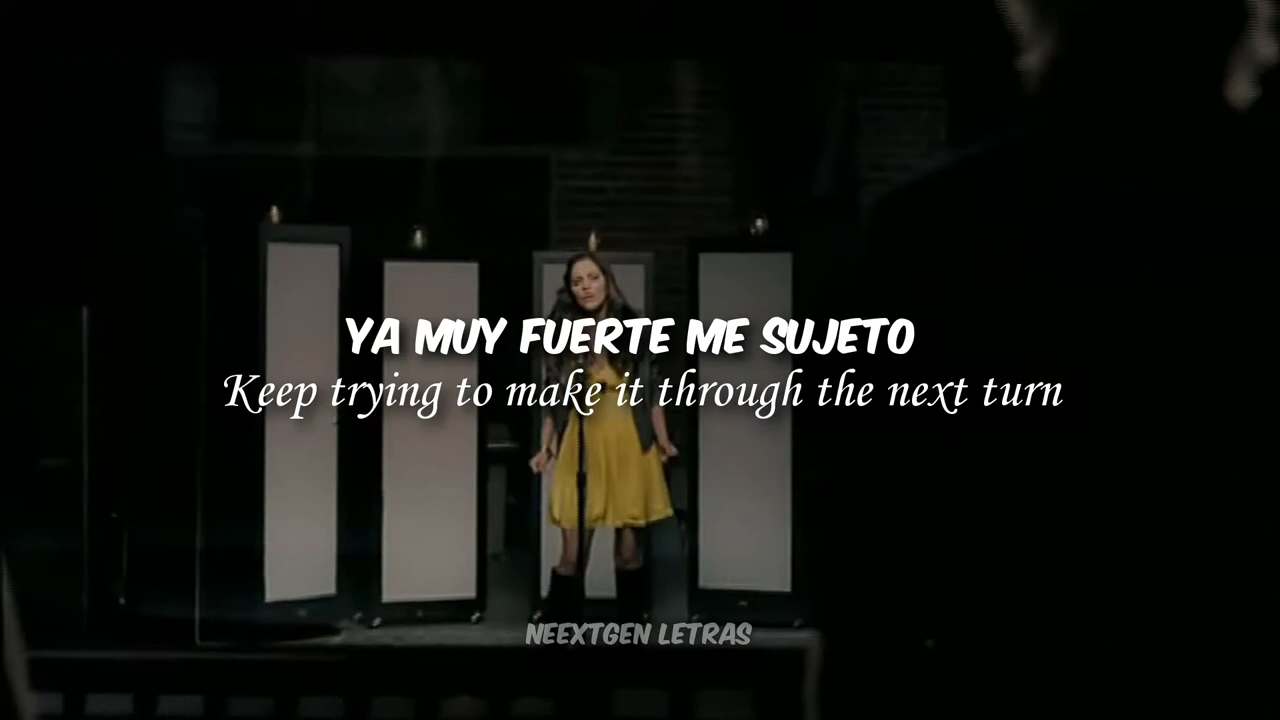 YA MUY FUERTE ME SUJETO
Keep trying to make it through the next turn
NEEXTGEN LETRAS